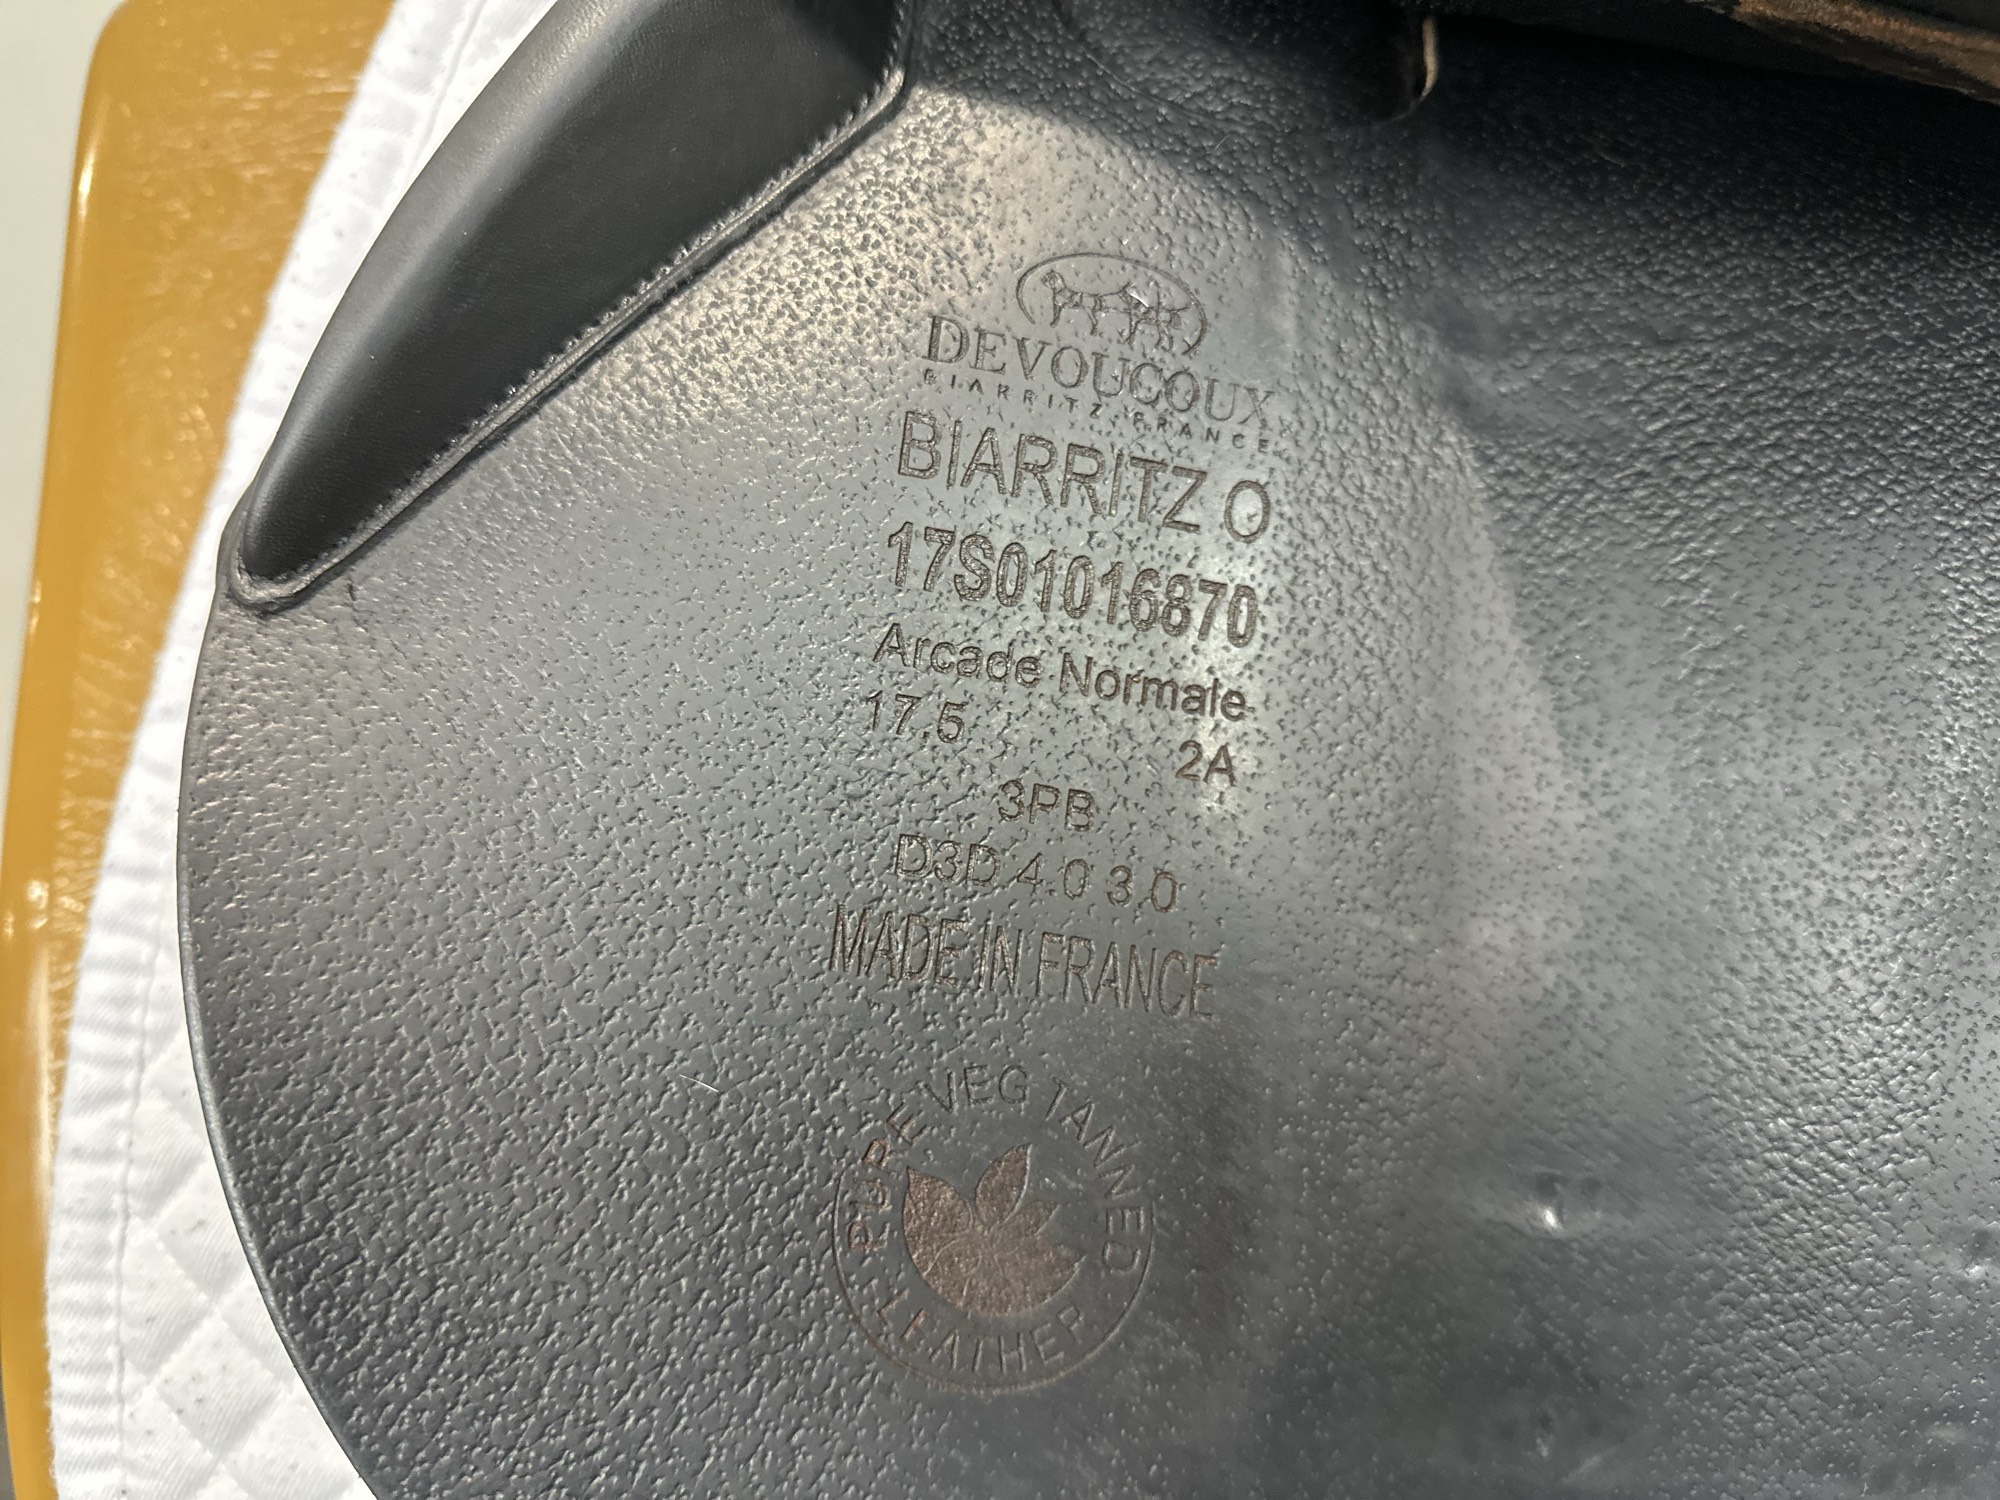 DEVOUCOUX
BIARRITZ FRANCE
BIARRITZ O
17S01016870
Arcade Normale
17.5 2A
3PB
D3D 4.0 3.0
MADE IN FRANCE
PURE VEG TANNED
LEATHER